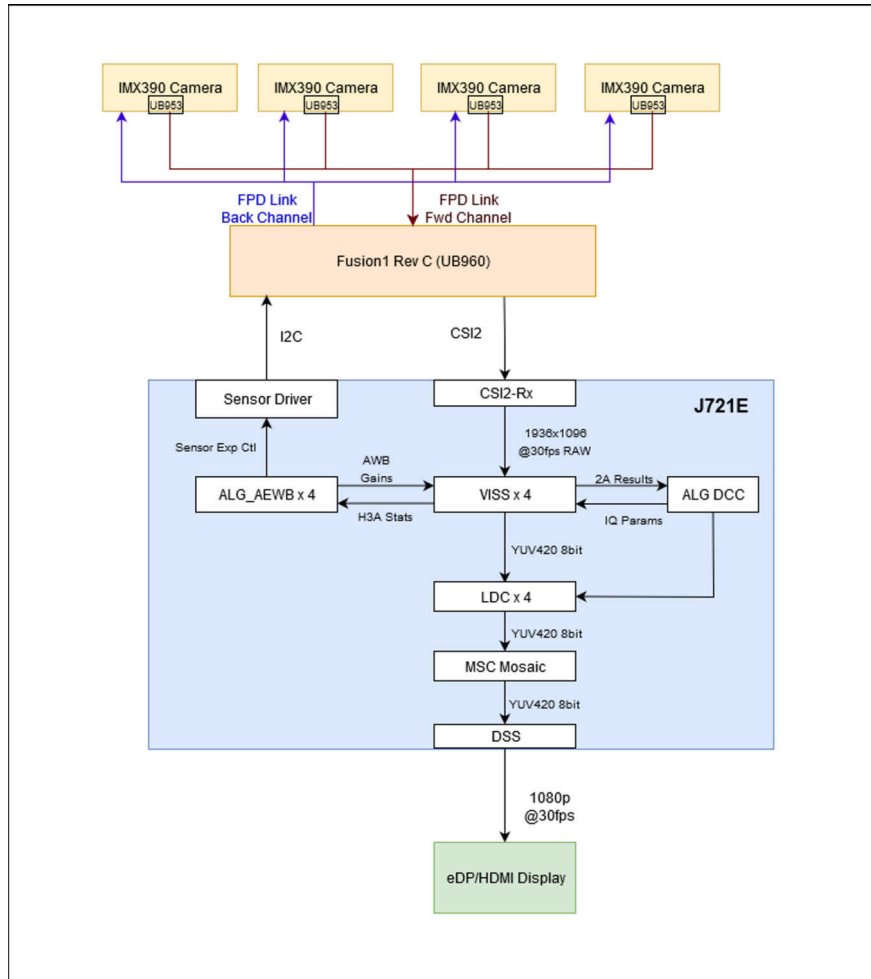 IMX390 Camera
UB953
IMX390 Camera
UB953
IMX390 Camera
UB953
IMX390 Camera
UB953
FPD Link
Back Channel
FPD Link
Fwd Channel
Fusion1 Rev C (UB960)
I2C
CSI2
Sensor Driver
CSI2-Rx
J721E
Sensor Exp Ctl
1936x1096
@30fps RAW
AWB
Gains
2A Results
ALG_AEWB x 4
VISS x 4
ALG DCC
H3A Stats
IQ Params
YUV420 8bit
LDC x 4
YUV420 8bit
MSC Mosaic
YUV420 8bit
DSS
1080p
@30fps
eDP/HDMI Display